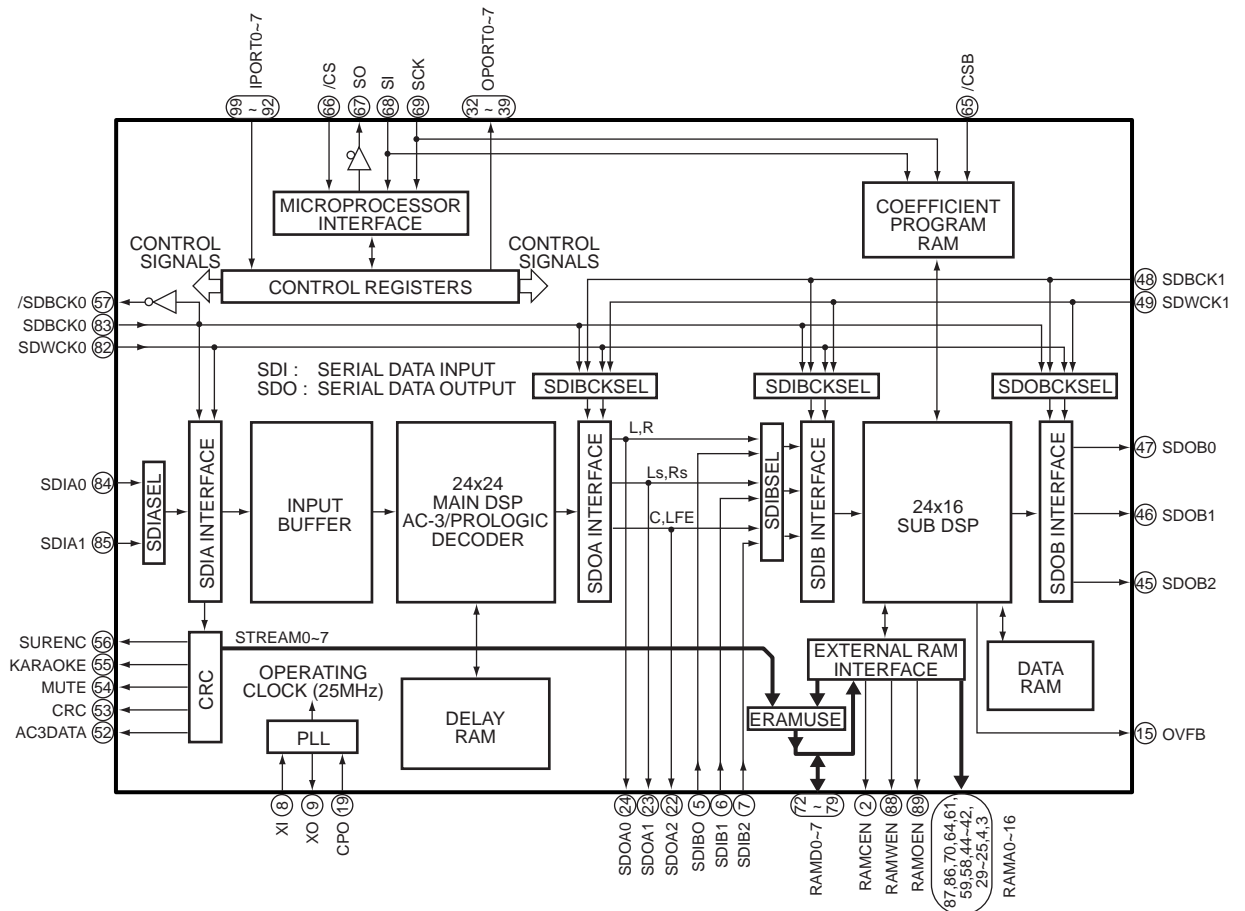 IPORT0~7
/CS
SO
SI
SCK
OPORT0~7
/CSB
99 ~ 92
66
67
68
69
32 ~ 39
65
MICROPROCESSOR
INTERFACE
COEFFICIENT
PROGRAM
RAM
CONTROL
SIGNALS
CONTROL
SIGNALS
CONTROL REGISTERS
/SDBCK0 57
SDBCK0 83
SDWCK0 82
48 SDBCK1
49 SDWCK1
SDI : SERIAL DATA INPUT
SDO : SERIAL DATA OUTPUT
SDIBCKSEL
SDIBCKSEL
SDOBCKSEL
SDIA0 84
SDIA1 85
SDIASEL
SDIA INTERFACE
INPUT
BUFFER
24x24
MAIN DSP
AC-3/PROLOGIC
DECODER
SDOA INTERFACE
L,R
Ls,Rs
C,LFE
SDIBSEL
SDIB INTERFACE
24x16
SUB DSP
SDOB INTERFACE
47 SDOB0
46 SDOB1
45 SDOB2
SURENC 56
KARAOKE 55
MUTE 54
CRC 53
AC3DATA 52
CRC
STREAM0~7
OPERATING
CLOCK (25MHz)
PLL
DELAY
RAM
EXTERNAL RAM
INTERFACE
ERAMUSE
DATA
RAM
15 OVFB
8
9
19
24
23
22
5
6
7
72 ~ 79
2
88
89
87,86,70,64,61,
59,58,44~42,
29~25,4,3
XI
XO
CPO
SDOA0
SDOA1
SDOA2
SDIBO
SDIB1
SDIB2
RAMD0~7
RAMCEN
RAMWEN
RAMOEN
RAMA0~16